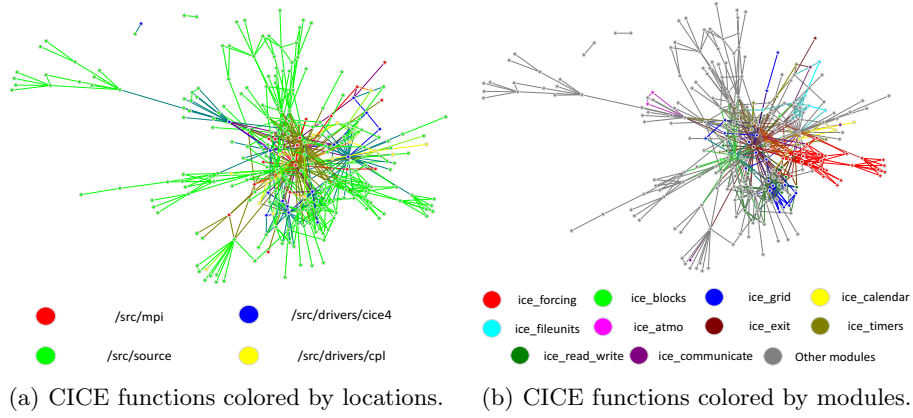 /src/mpi
/src/drivers/cice4
/src/source
/src/drivers/cpl
ice_forcing
ice_blocks
ice_grid
ice_calendar
ice_fileunits
ice_atmo
ice_exit
ice_timers
ice_read_write
ice_communicate
Other modules
(a) CICE functions colored by locations.
(b) CICE functions colored by modules.